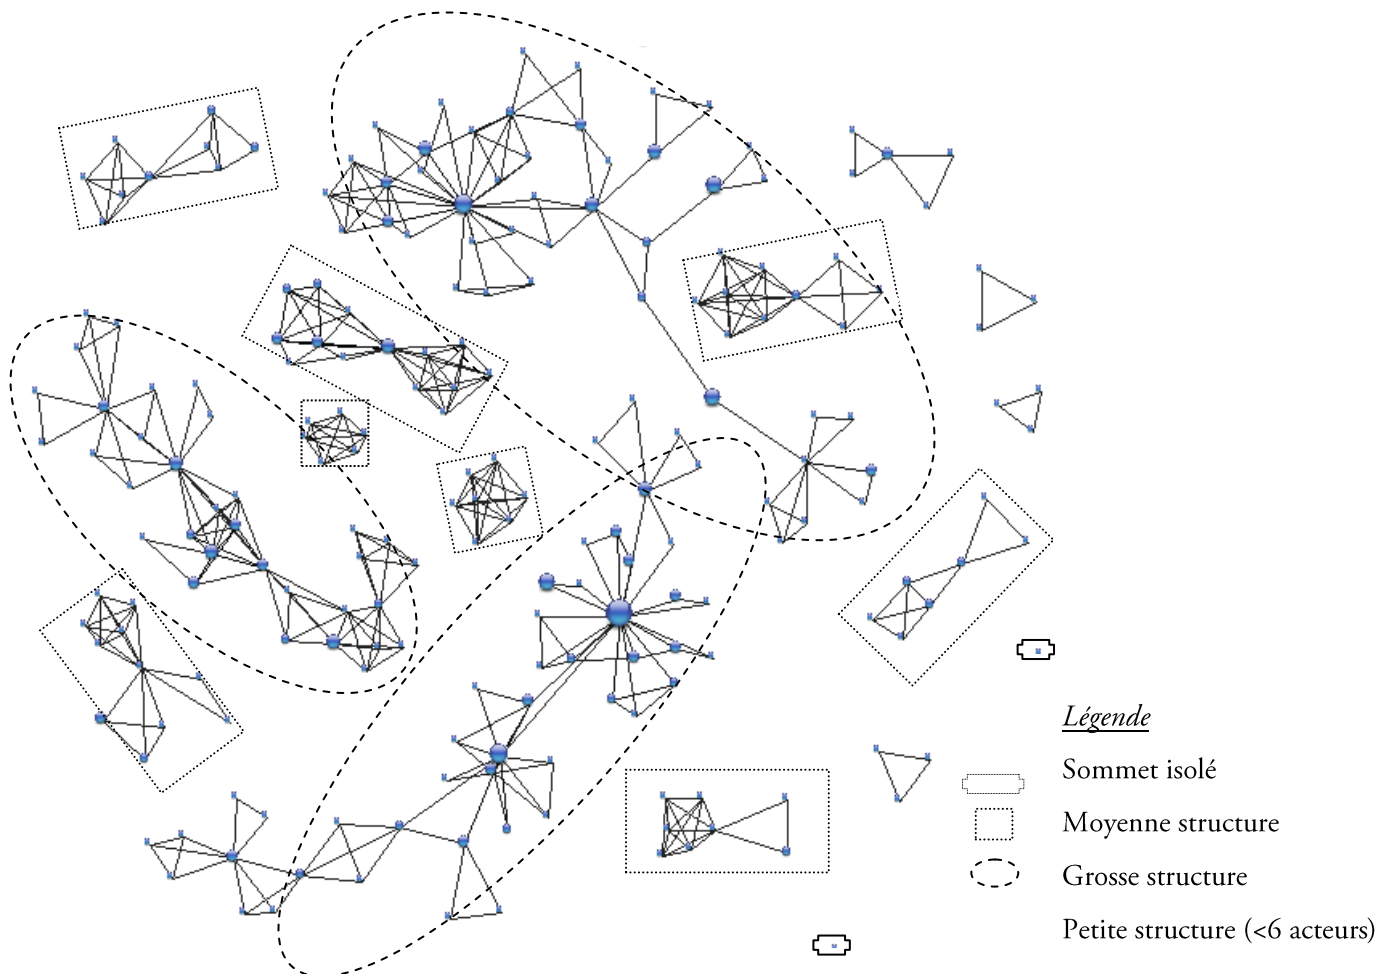 Légende
Sommet isolé
Moyenne structure
Grosse structure
Petite structure (<6 acteurs)